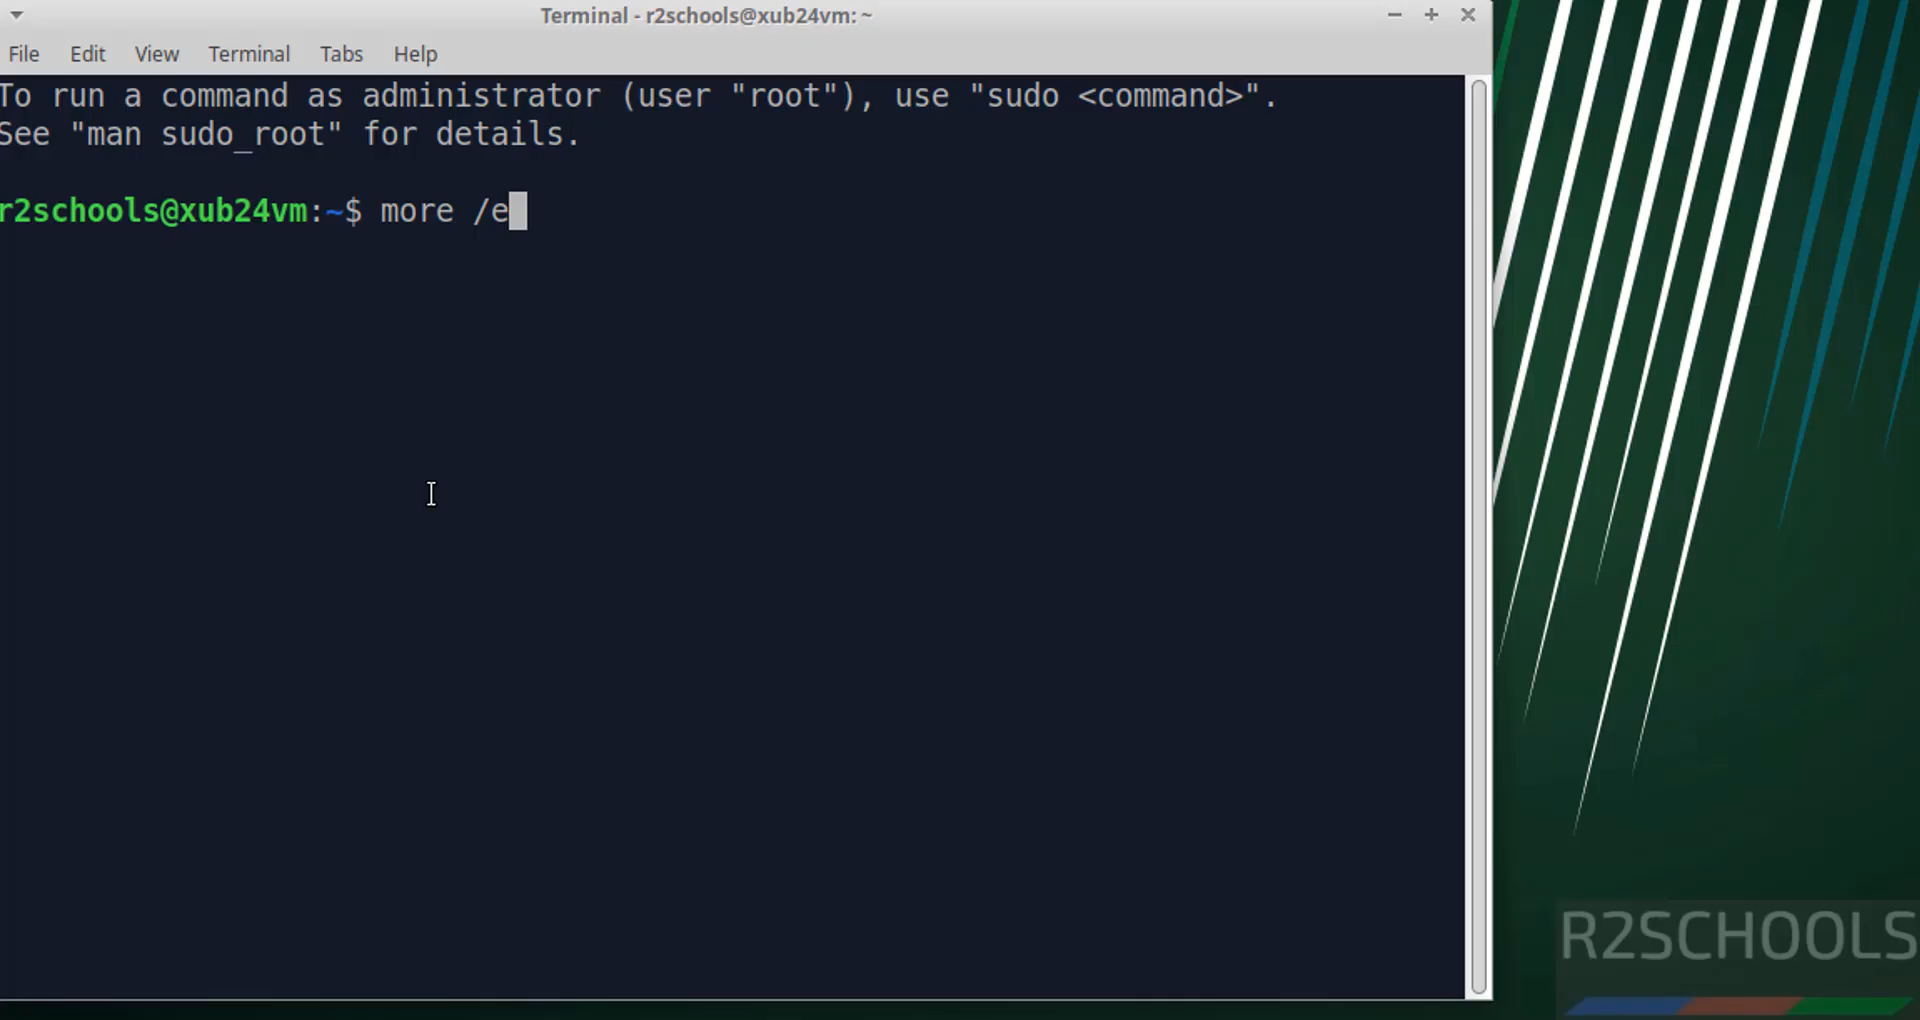 Terminal - r2schools@xub24vm: ~
File Edit View Terminal Tabs Help
To run a command as administrator (user "root"), use "sudo <command>".
See "man sudo_root" for details.
r2schools@xub24vm:~$ more /e
R2SCHOOLS